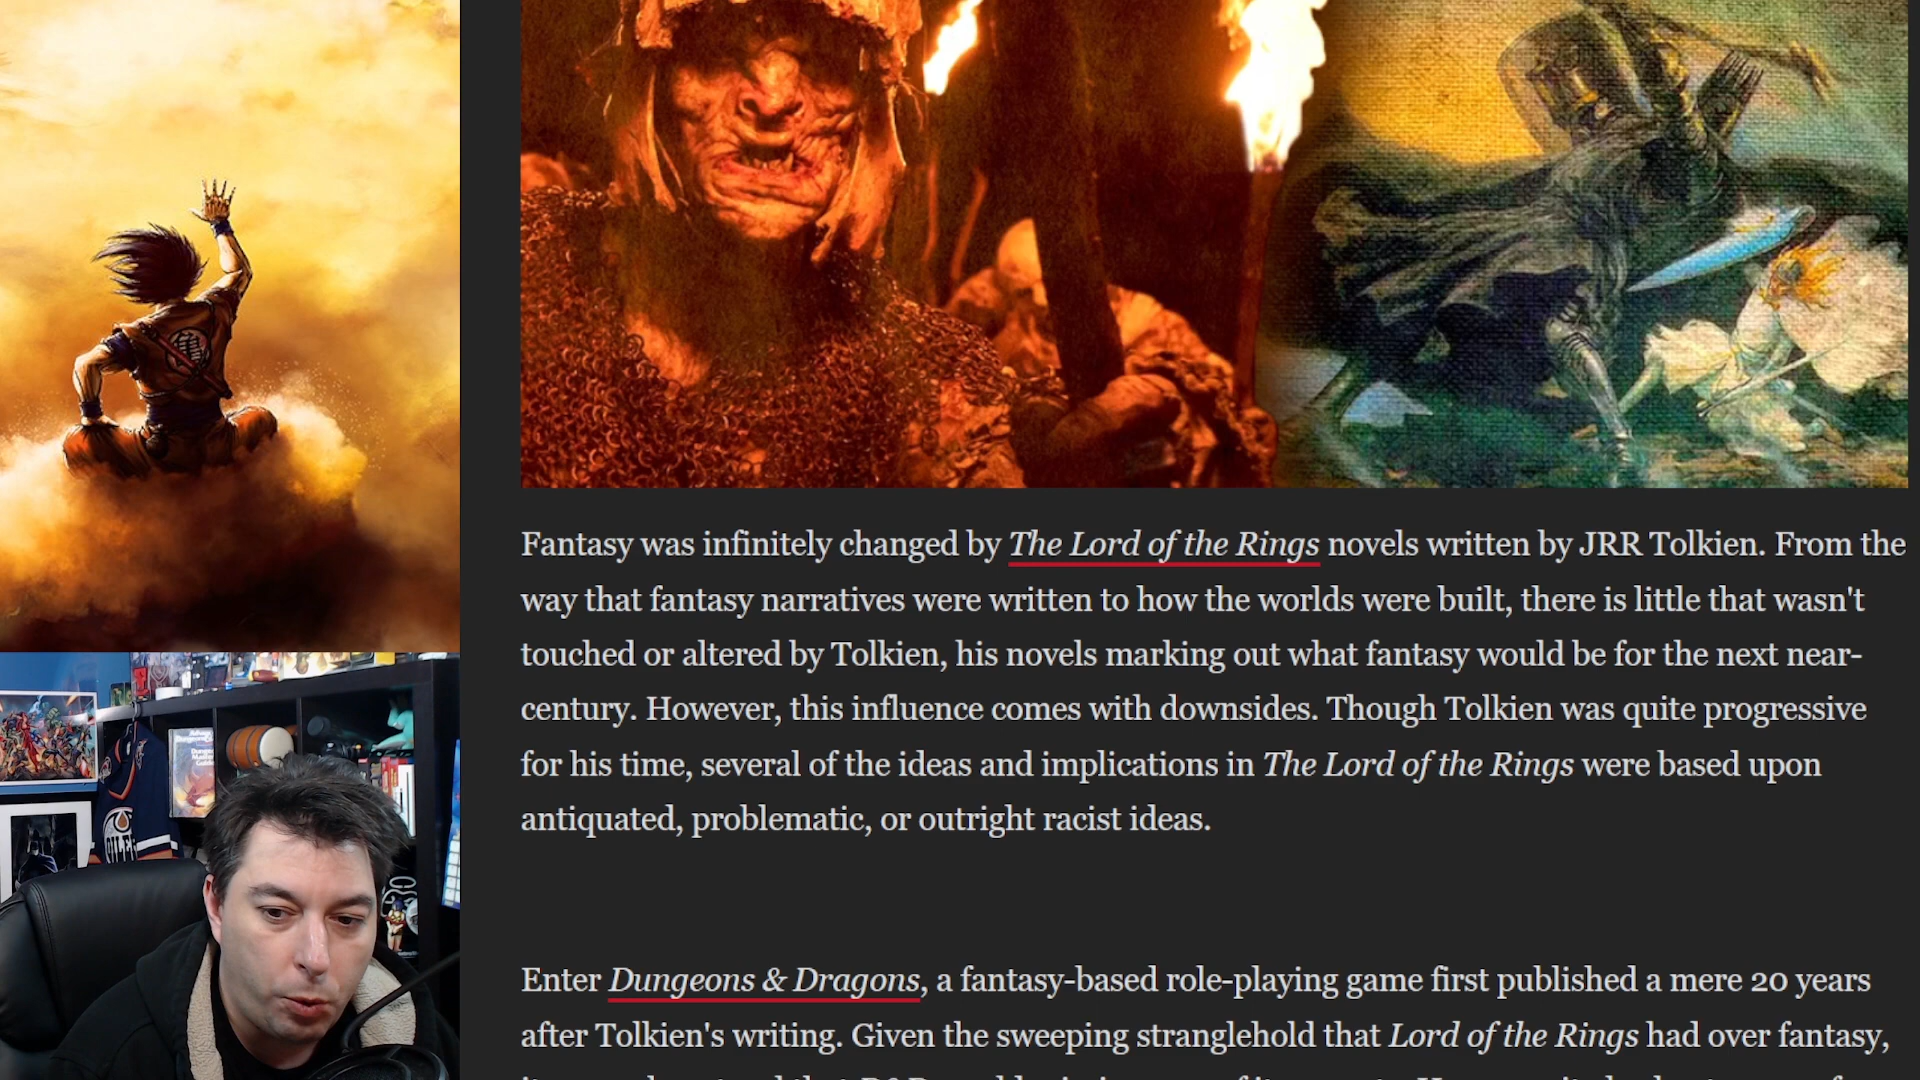 Fantasy was infinitely changed by The Lord of the Rings novels written by JRR Tolkien. From the
way that fantasy narratives were written to how the worlds were built, there is little that wasn't
touched or altered by Tolkien, his novels marking out what fantasy would be for the next near-
century. However, this influence comes with downsides. Though Tolkien was quite progressive
for his time, several of the ideas and implications in The Lord of the Rings were based upon
antiquated, problematic, or outright racist ideas.
Enter Dungeons & Dragons, a fantasy-based role-playing game first published a mere 20 years
after Tolkien's writing. Given the sweeping stranglehold that Lord of the Rings had over fantasy,